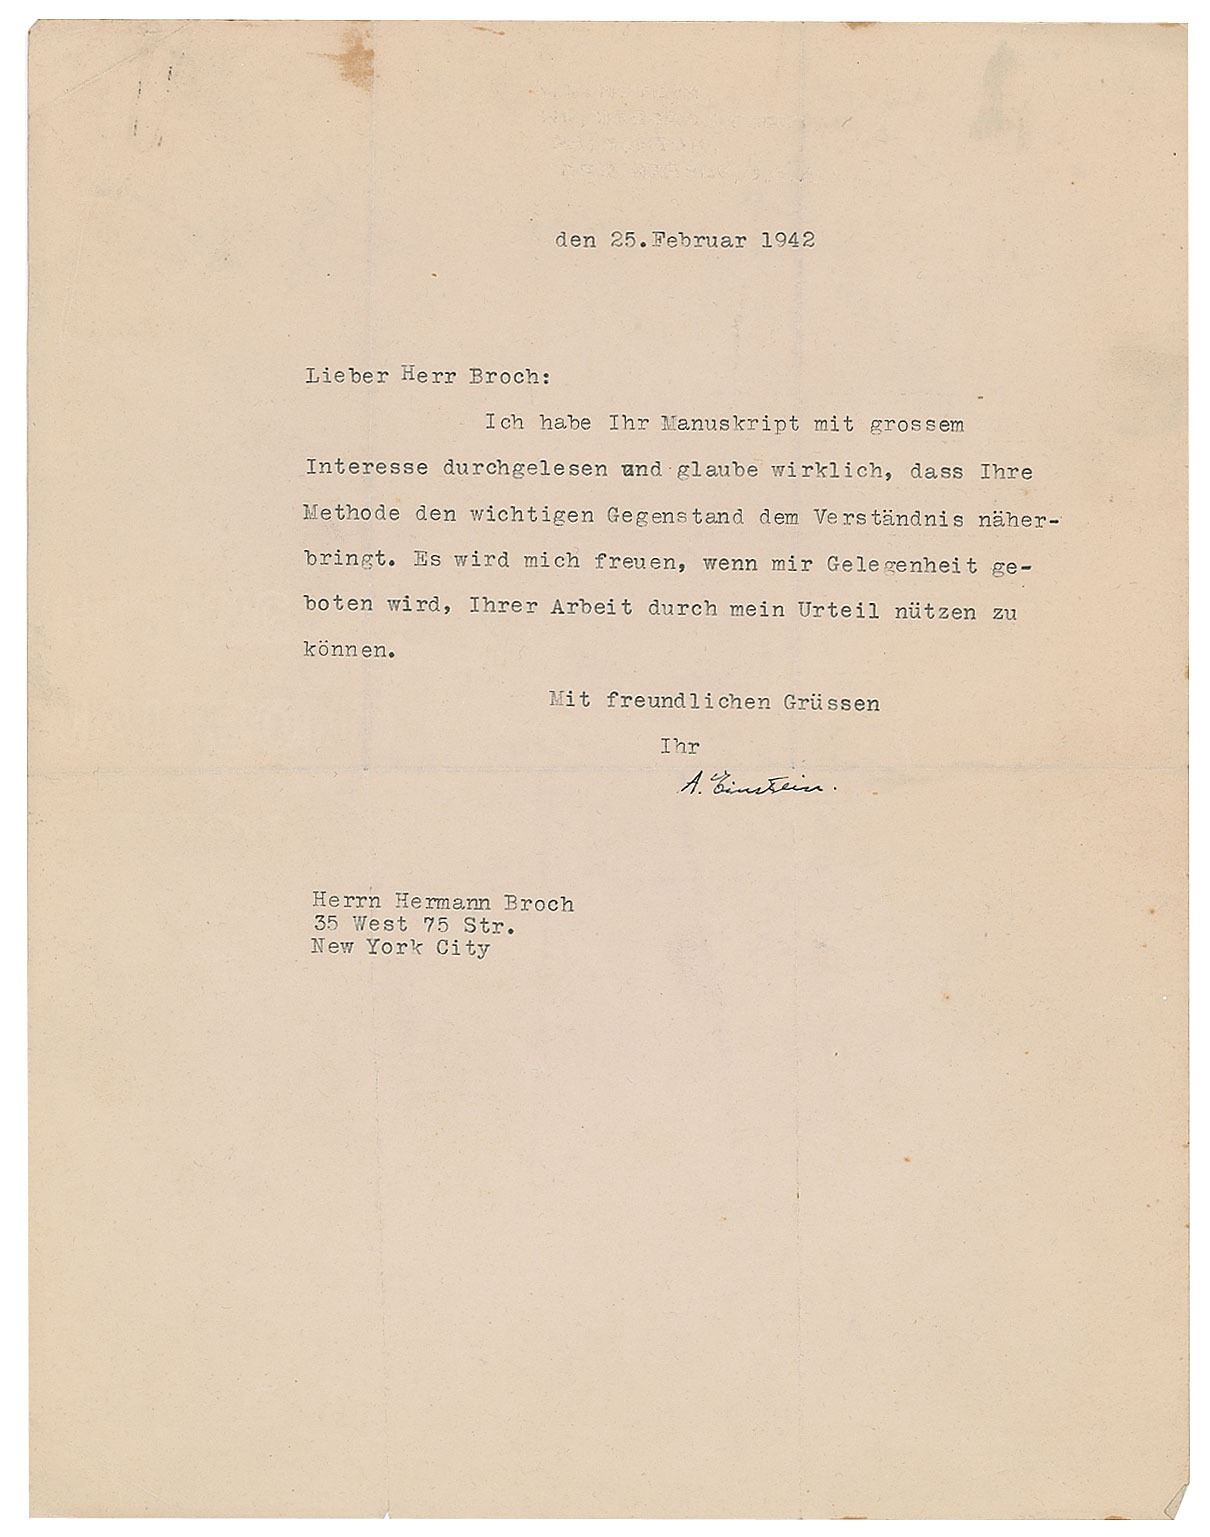 den 25.Februar 1942
Lieber Herr Broch:
Ich habe Ihr Manuskript mit grossem
Interesse durchgelesen und glaube wirklich, dass Ihre
Methode den wichtigen Gegenstand dem Verständnis näher-
bringt. Es wird mich freuen, wenn mir Gelegenheit ge-
boten wird, Ihrer Arbeit durch mein Urteil nützen zu
können.
Mit freundlichen Grüssen
Ihr
A. Einstein.
Herrn Hermann Broch
35 West 75 Str.
New York City